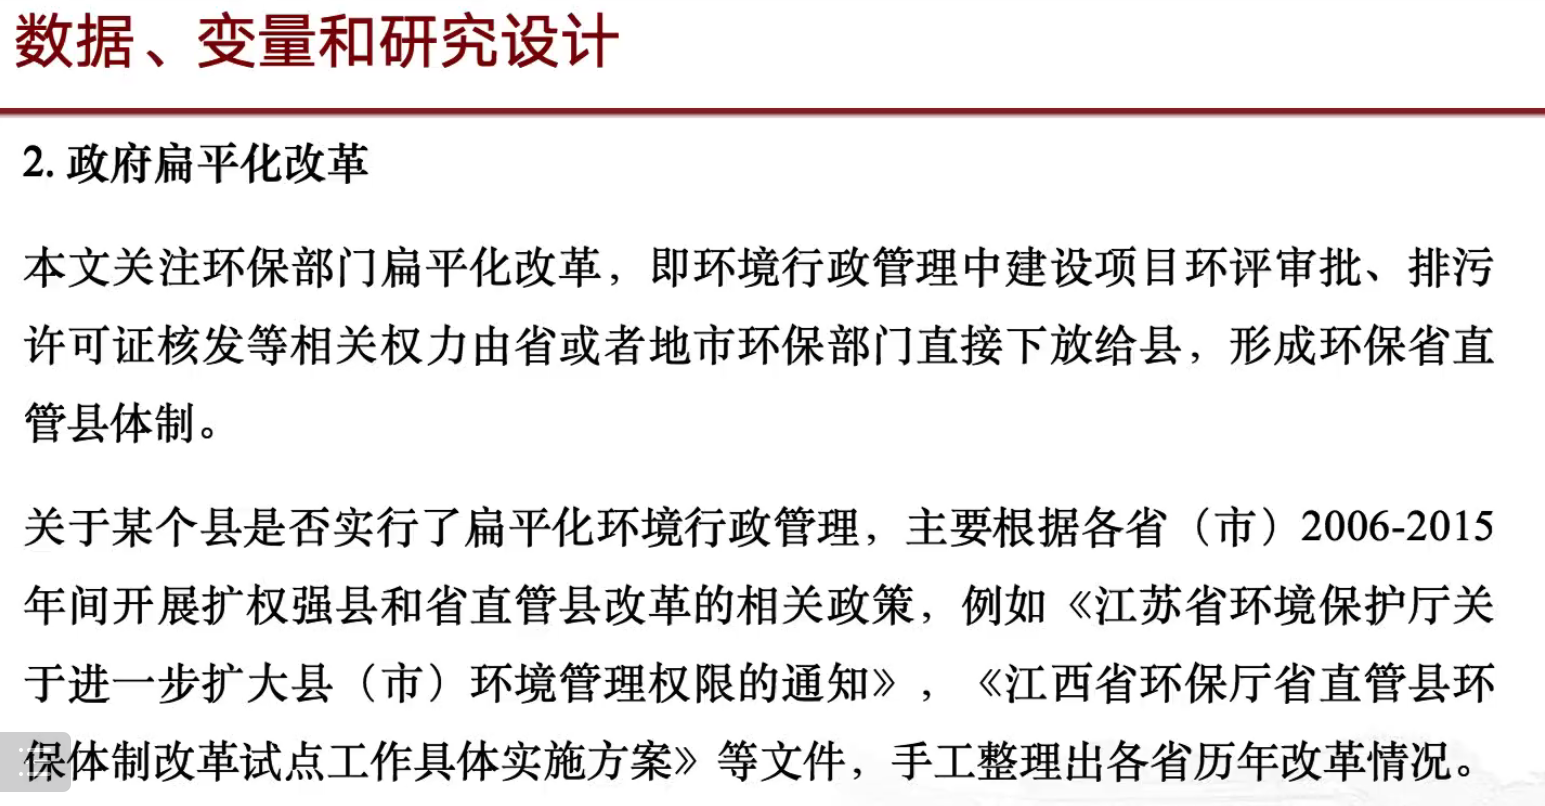 数据、变量和研究设计
2. 政府扁平化改革
本文关注环保部门扁平化改革，即环境行政管理中建设项目环评审批、排污
许可证核发等相关权力由省或者地市环保部门直接下放给县，形成环保省直
管县体制。
关于某个县是否实行了扁平化环境行政管理，主要根据各省（市）2006-2015
年间开展扩权强县和省直管县改革的相关政策，例如《江苏省环境保护厅关
于进一步扩大县（市）环境管理权限的通知》，《江西省环保厅省直管县环
保体制改革试点工作具体实施方案》等文件，手工整理出各省历年改革情况。